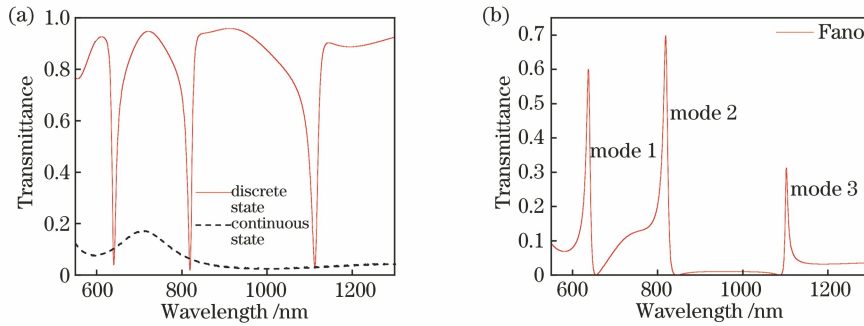 (a)
1.0
0.8
0.6
0.4
0.2
0
Transmittance
discrete
state
continuous
state
600
800
1000
1200
Wavelength /nm
(b)
0.7
0.6
0.5
0.4
0.3
0.2
0.1
0
Transmittance
Fano
mode 1
mode 2
mode 3
600
800
1000
1200
Wavelength /nm